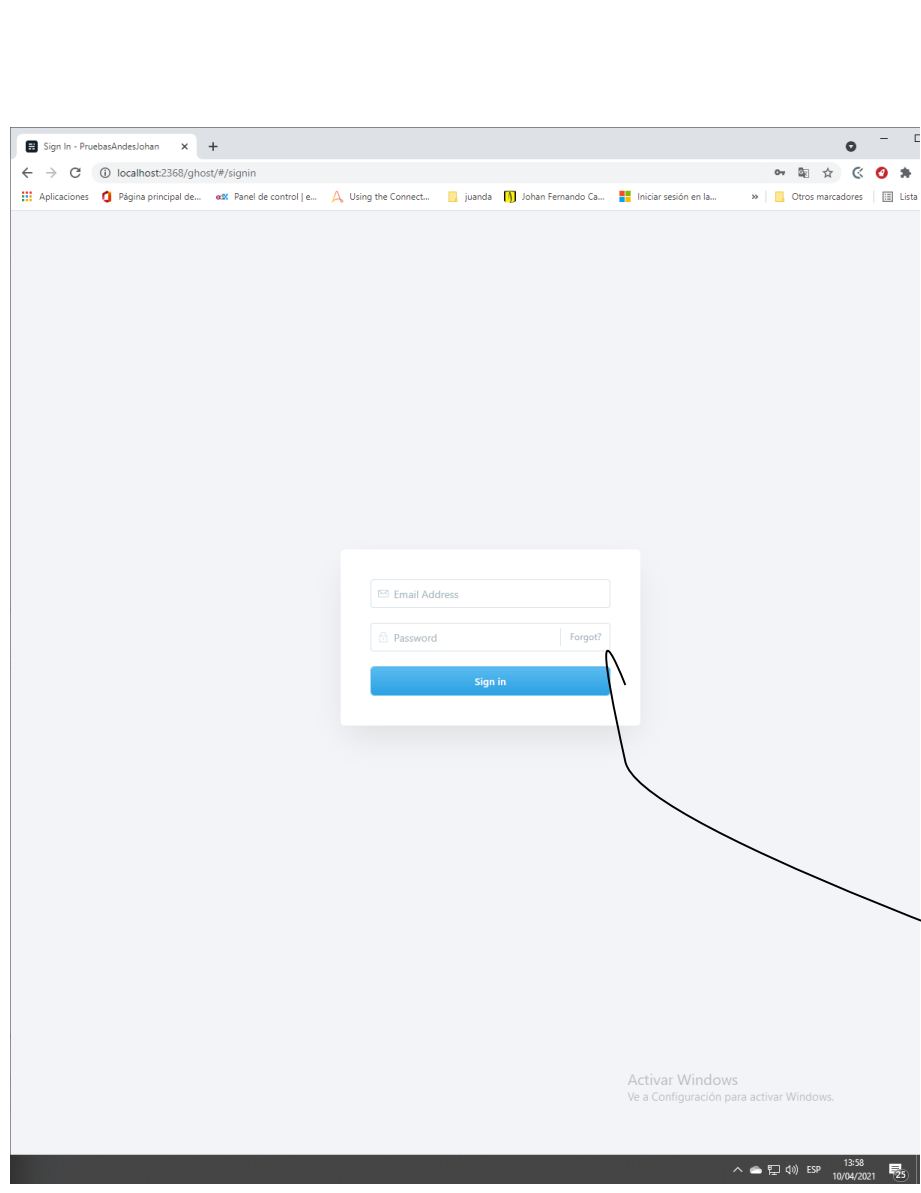 Sign In - PruebasAndesJohan
localhost:2368/ghost/#/signin
Aplicaciones Página principal de... Panel de control | e... Using the Connect... juanda Johan Fernando Ca... Iniciar sesión en la... » Otros marcadores Lista
Email Address
Password Forgot?
Sign in
Activar Windows
Ve a Configuración para activar Windows.
ESP 13:58
10/04/2021 25